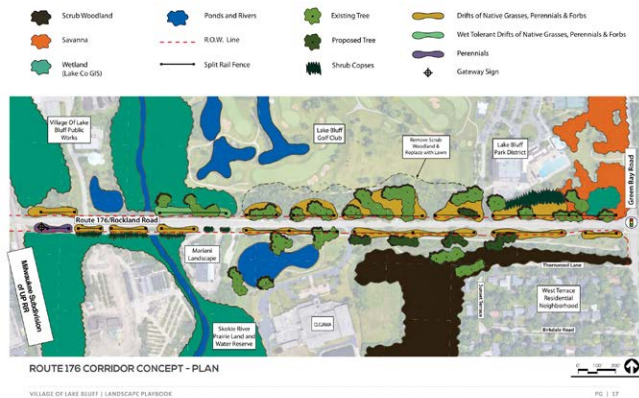 Scrub Woodland
Savanna
Wetland
(Lake Co GIS)
Ponds and Rivers
R.O.W. Line
Split Rail Fence
Existing Tree
Proposed Tree
Shrub Copses
Drifts of Native Grasses, Perennials & Forbs
Wet Tolerant Drifts of Native Grasses, Perennials & Forbs
Perennials
Gateway Sign
Village Of Lake
Bluff Public
Works
Lake Bluff
Golf Club
Remove Scrub
Woodland &
Replace with Lawn
Lake Bluff
Park District
Green Bay Road
Route 176/Rockland Road
Milwaukee Subdivision
of UP RR
Mariani
Landscape
Skokie River
Prairie Land and
Water Reserve
Sunset Terrace
Thornwood Lane
West Terrace
Residential
Neighborhood
Birkdale Road
ROUTE 176 CORRIDOR CONCEPT - PLAN
0 100 200
VILLAGE OF LAKE BLUFF | LANDSCAPE PLAYBOOK
PG | 17